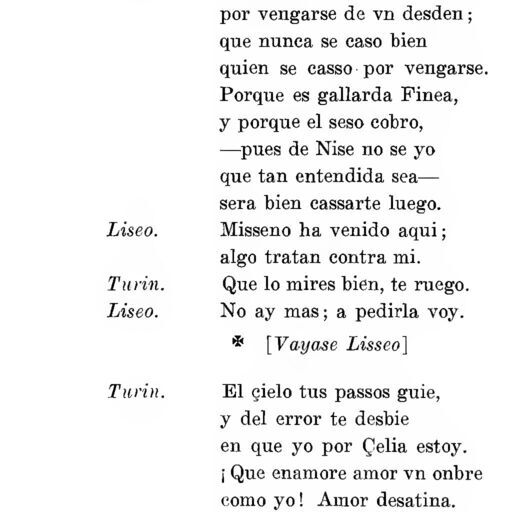 por vengarse de vn desden;
que nunca se caso bien
quien se casso por vengarse.
Porque es gallarda Finea,
y porque el seso cobro,
—pues de Nise no se yo
que tan entendida sea—
sera bien cassarte luego.
Liseo. Misseno ha venido aqui;
algo tratan contra mi.
Turin. Que lo mires bien, te ruego.
Liseo. No ay mas; a pedirla voy.
✠ [Vayase Lisseo]
Turin. El çielo tus passos guie,
y del error te desbie
en que yo por Çelia estoy.
¡Que enamore amor vn onbre
como yo! Amor desatina.